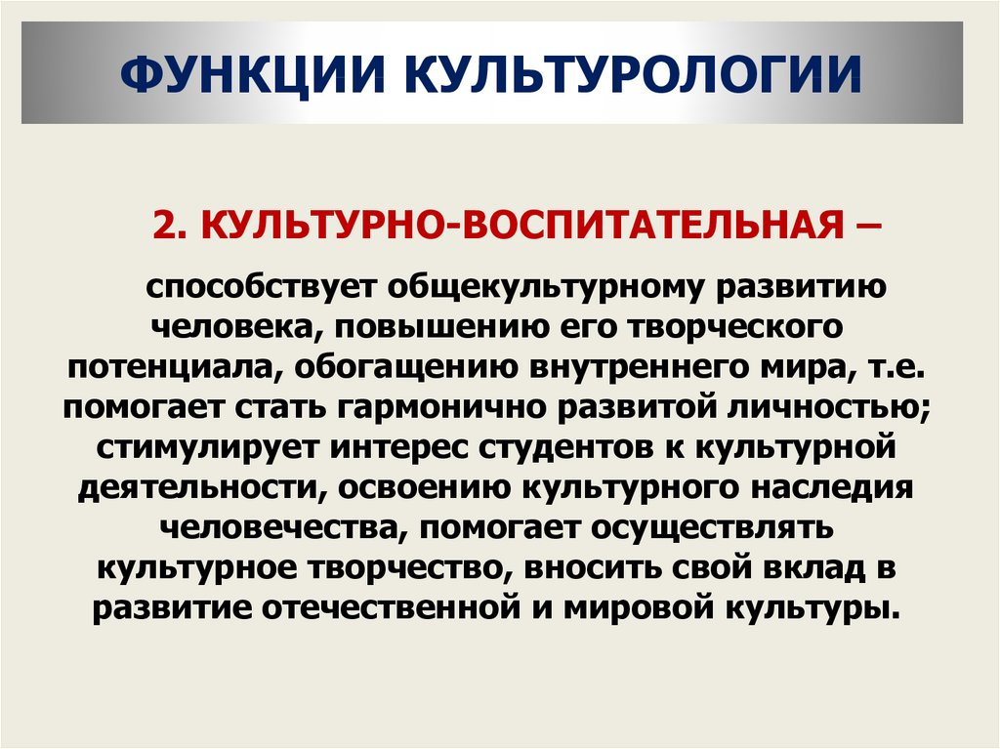 ФУНКЦИИ КУЛЬТУРОЛОГИИ
2. КУЛЬТУРНО-ВОСПИТАТЕЛЬНАЯ –
способствует общекультурному развитию
человека, повышению его творческого
потенциала, обогащению внутреннего мира, т.е.
помогает стать гармонично развитой личностью;
стимулирует интерес студентов к культурной
деятельности, освоению культурного наследия
человечества, помогает осуществлять
культурное творчество, вносить свой вклад в
развитие отечественной и мировой культуры.